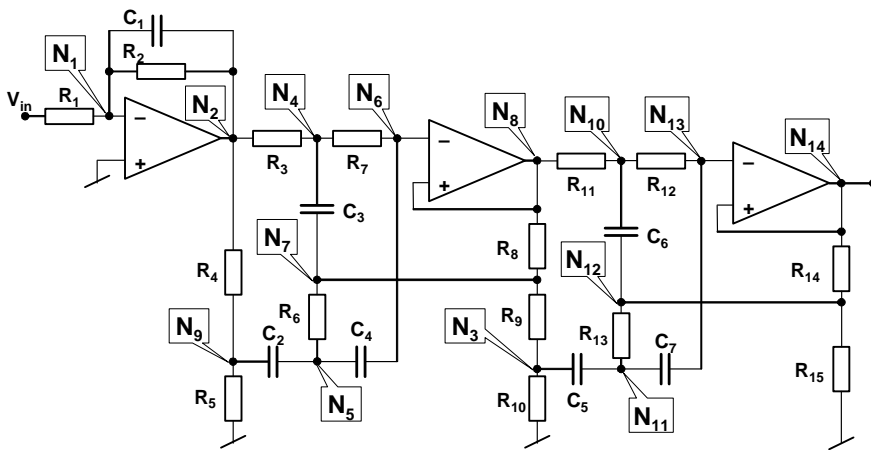 C1
N1
R2
Vin
R1
N2
N4
N6
N8
N10
N13
N14
−
+
R3
R7
−
+
R11
R12
−
+
C3
C6
N7
R8
N12
R4
R14
R6
R9
N9
C2
C4
N3
R13
C7
R5
N5
R10
C5
N11
R15